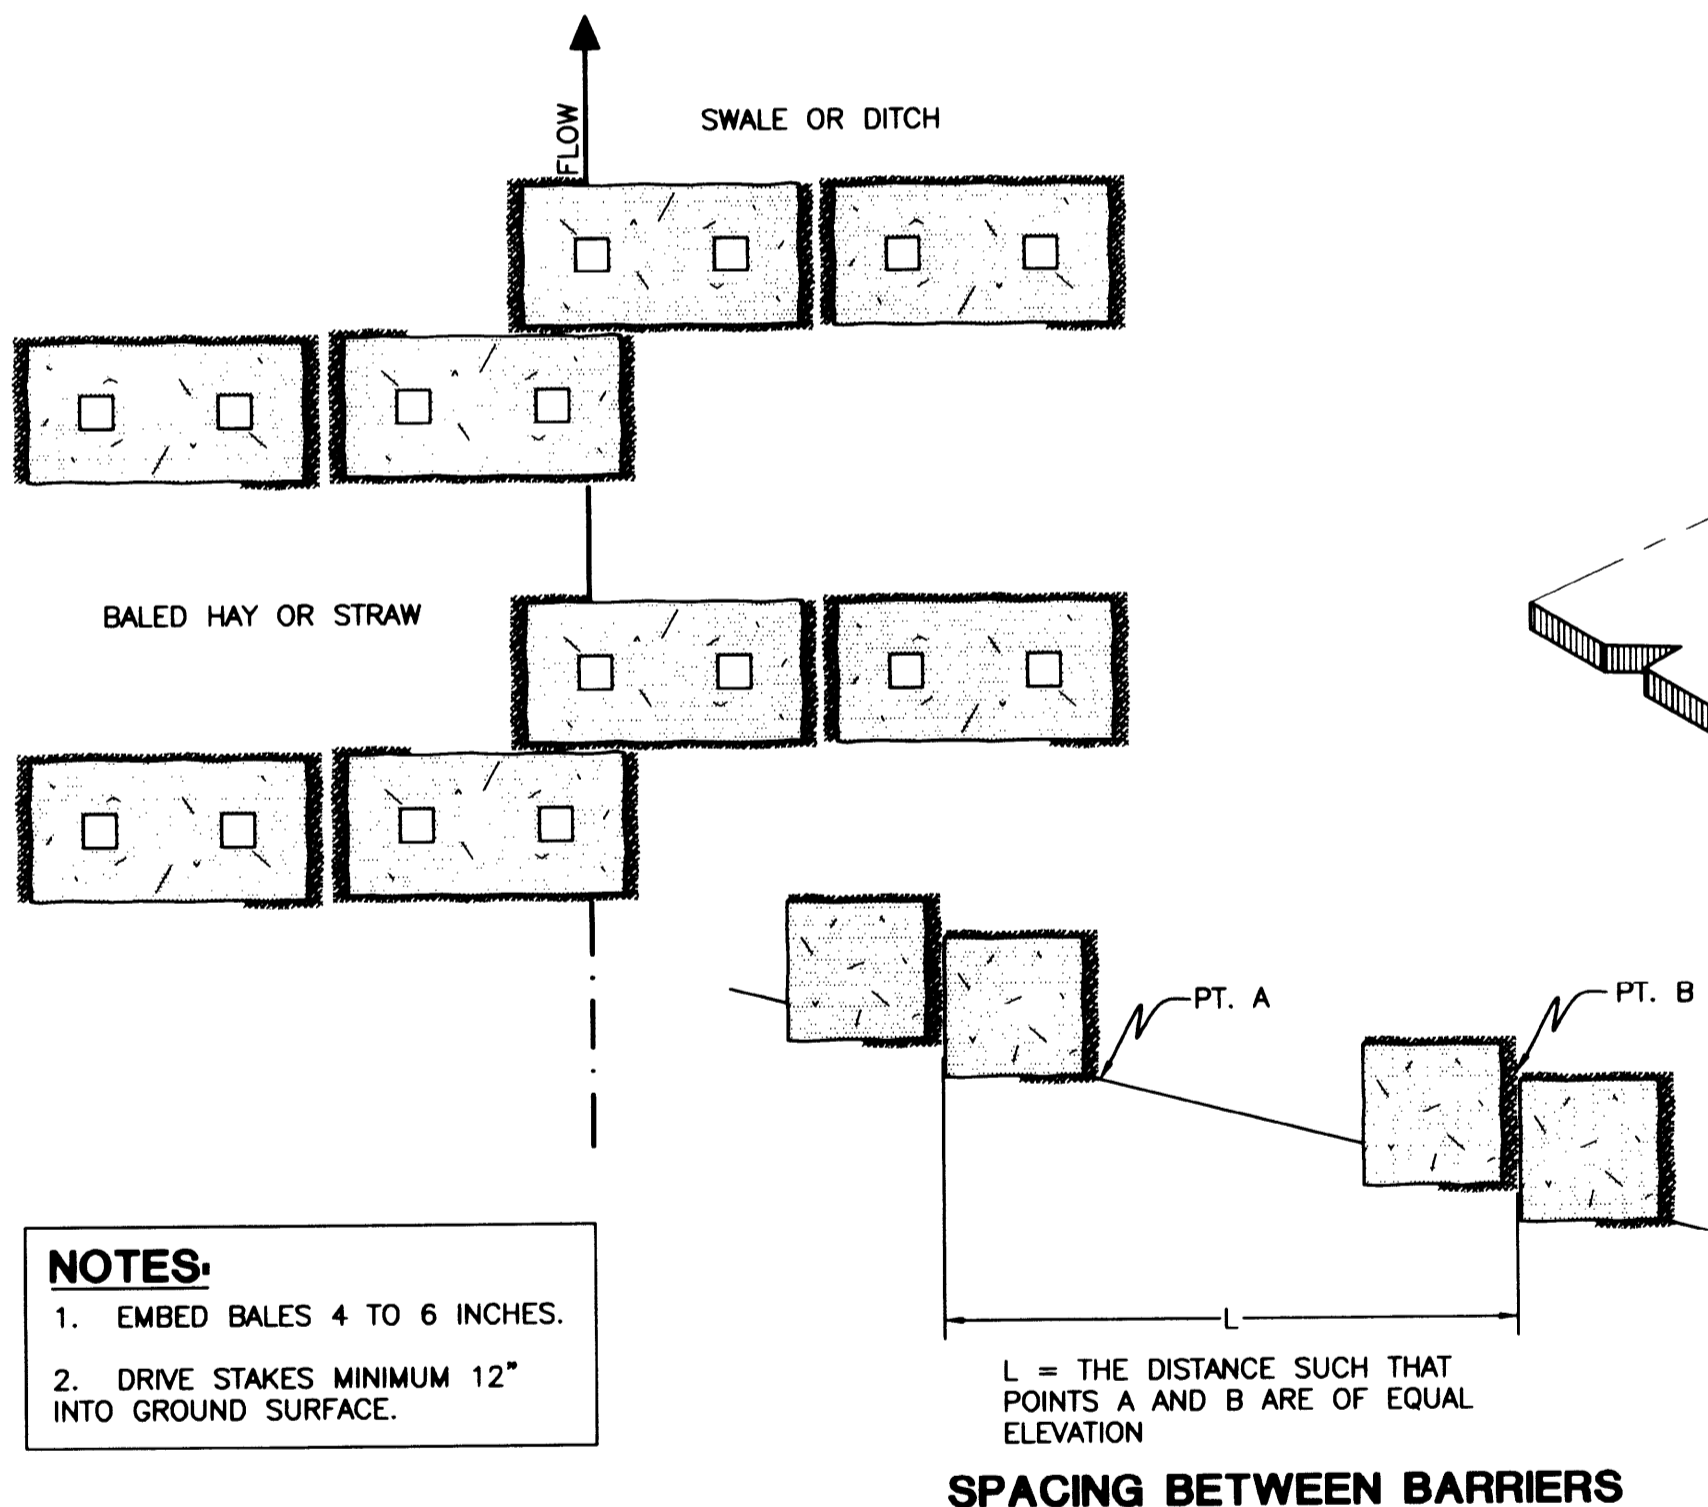 FLOW
SWALE OR DITCH
BALED HAY OR STRAW
PT. A
PT. B
NOTES:
1. EMBED BALES 4 TO 6 INCHES.
2. DRIVE STAKES MINIMUM 12"
INTO GROUND SURFACE.
L
L = THE DISTANCE SUCH THAT
POINTS A AND B ARE OF EQUAL
ELEVATION
SPACING BETWEEN BARRIERS